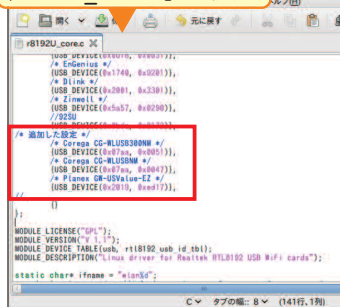 ヘルプ(H)
開く
元に戻す
r8192U_core.c
/* EnGenius */
{USB_DEVICE(0x1740, 0x9201)},
/* Dlink */
{USB_DEVICE(0x2001, 0x3301)},
/* Zinwell */
{USB_DEVICE(0x5a57, 0x0290)},
//92SU
/* 追加した設定 */
/* Corega CG-WLUSB300NM */
{USB_DEVICE(0x07aa, 0x0051)},
/* Corega CG-WLUSBNM */
{USB_DEVICE(0x07aa, 0x0047)},
/* Planex GW-USValue-EZ */
{USB_DEVICE(0x2019, 0xed17)},
//
{}
};
MODULE_LICENSE("GPL");
MODULE_VERSION("V 1.1");
MODULE_DEVICE_TABLE(usb, rtl8192_usb_id_tbl);
MODULE_DESCRIPTION("Linux driver for Realtek RTL8192 USB WiFi cards");
static char* ifname = "wlan%d";
C
タブの幅: 8
(141行、1列)